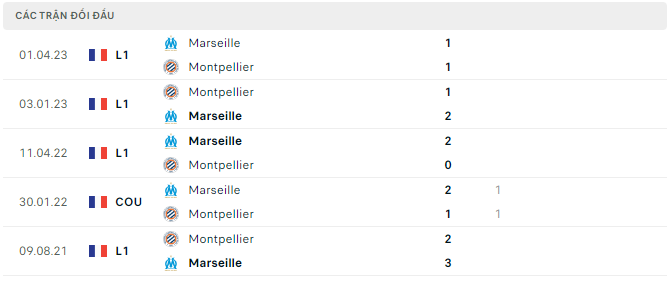 CÁC TRẬN ĐỐI ĐẦU
01.04.23 L1 Marseille 1
Montpellier 1
03.01.23 L1 Montpellier 1
Marseille 2
11.04.22 L1 Marseille 2
Montpellier 0
30.01.22 COU Marseille 2 1
Montpellier 1 1
09.08.21 L1 Montpellier 2
Marseille 3